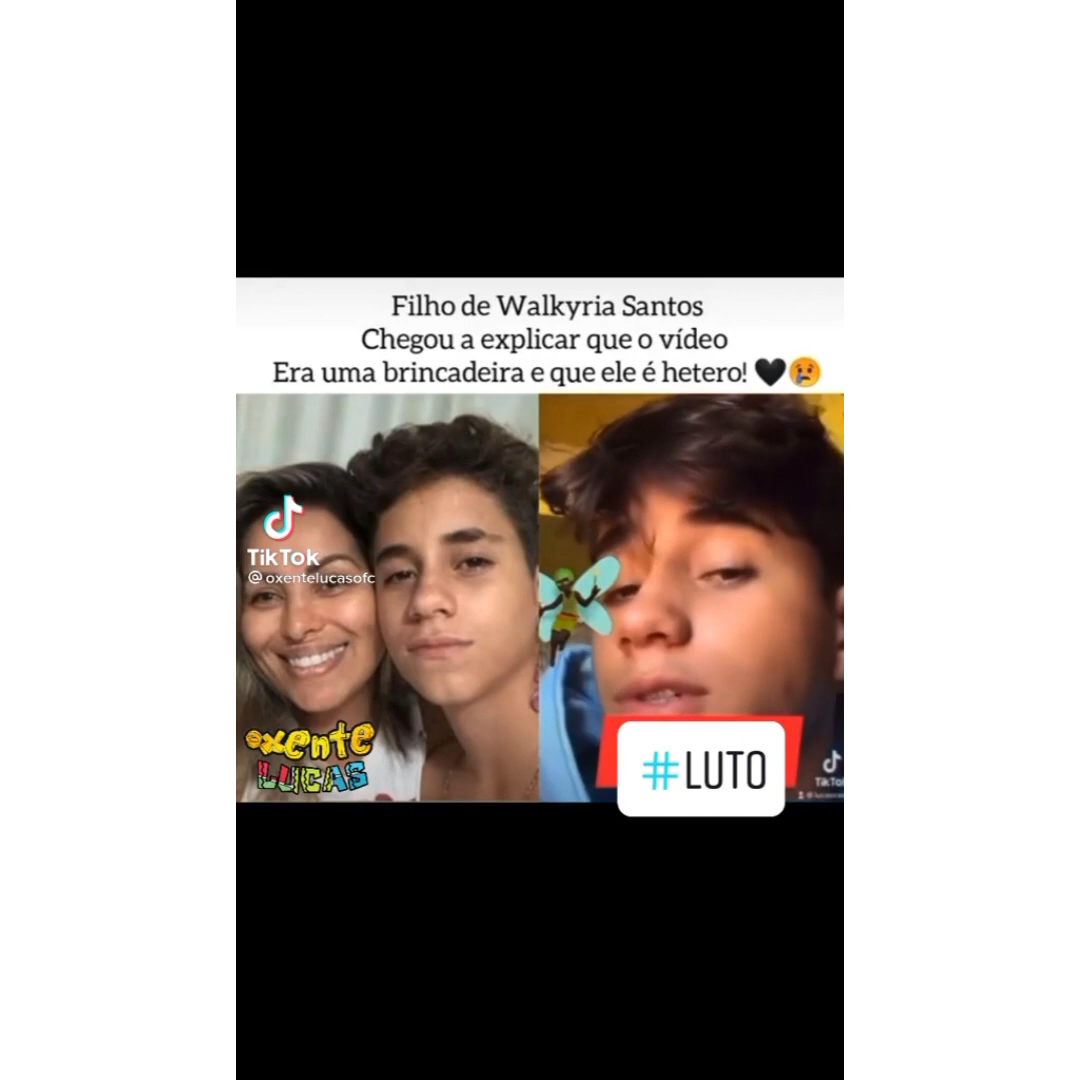 Filho de Walkyria Santos
Chegou a explicar que o vídeo
Era uma brincadeira e que ele é hetero! 🖤😢
TikTok
@oxentelucasofc
oxente
LUCAS
#LUTO
TikTok